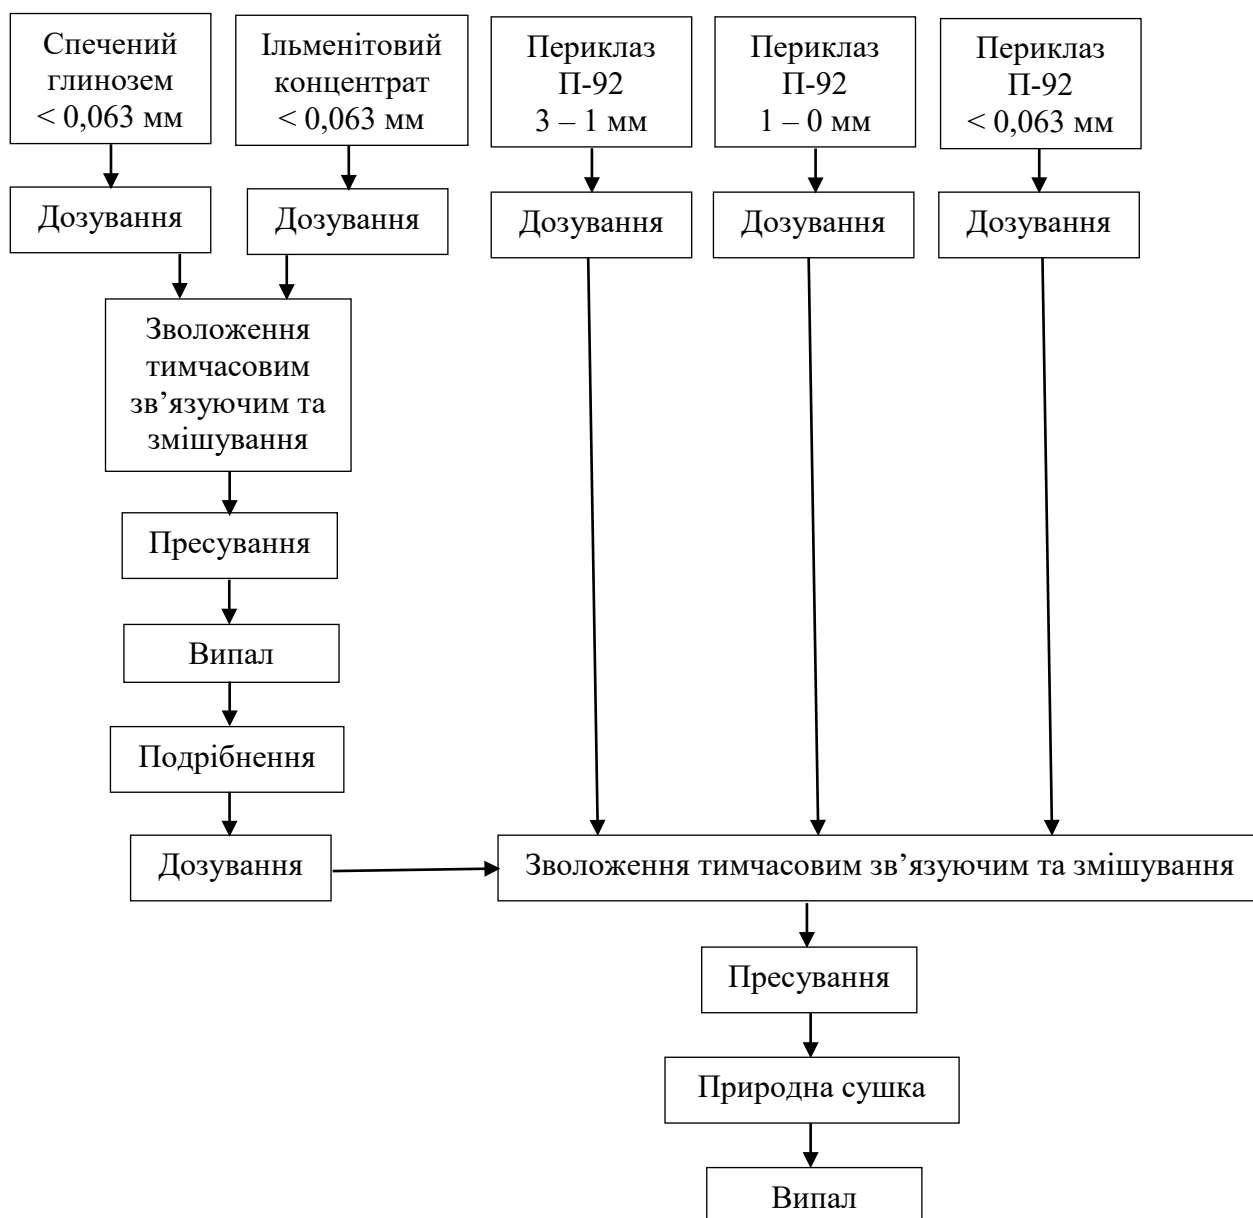 Спечений
глинозем
< 0,063 мм
Ільменітовий
концентрат
< 0,063 мм
Периклаз
П-92
3 – 1 мм
Периклаз
П-92
1 – 0 мм
Периклаз
П-92
< 0,063 мм
Дозування
Дозування
Дозування
Дозування
Дозування
Зволоження
тимчасовим
зв’язуючим та
змішування
Пресування
Випал
Подрібнення
Дозування
Зволоження тимчасовим зв’язуючим та змішування
Пресування
Природна сушка
Випал